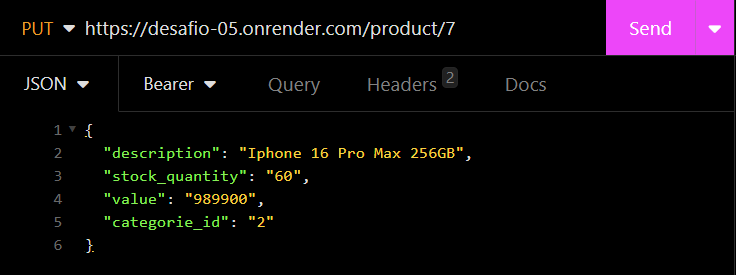 PUT https://desafio-05.onrender.com/product/7 Send
JSON Bearer Query Headers 2 Docs
1 {
2 "description": "Iphone 16 Pro Max 256GB",
3 "stock_quantity": "60",
4 "value": "989900",
5 "categorie_id": "2"
6 }